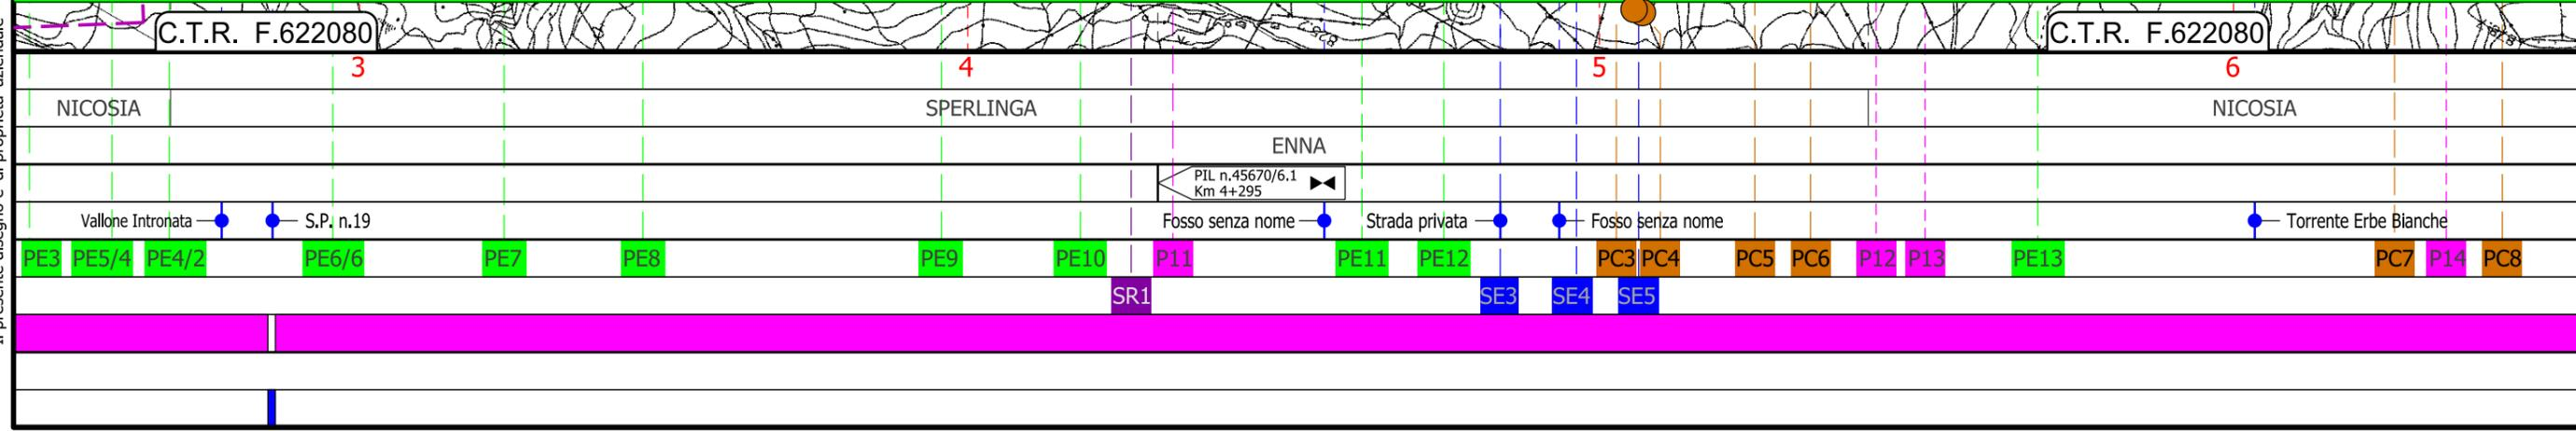 C.T.R. F.622080 C.T.R. F.622080
3 4 5 6
NICOSIA SPERLINGA NICOSIA
ENNA
PIL n.45670/6.1
Km 4+295
Vallone Intronata S.P. n.19 Fosso senza nome Strada privata Fosso senza nome Torrente Erbe Bianche
PE3 PE5/4 PE4/2 PE6/6 PE7 PE8 PE9 PE10 P11 PE11 PE12 PC3 PC4 PC5 PC6 P12 P13 PE13 PC7 P14 PC8
SR1 SE3 SE4 SE5